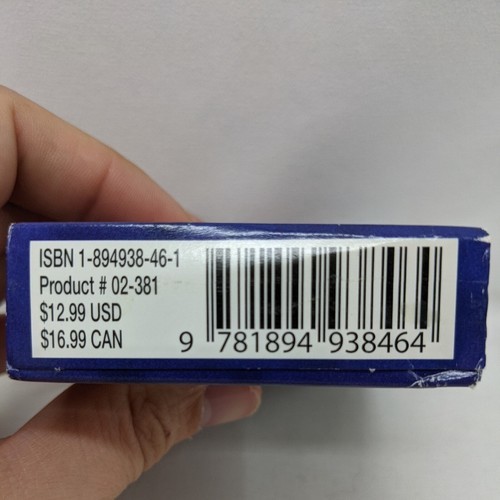 ISBN 1-894938-46-1
Product # 02-381
$12.99 USD
$16.99 CAN
9 781894 938464